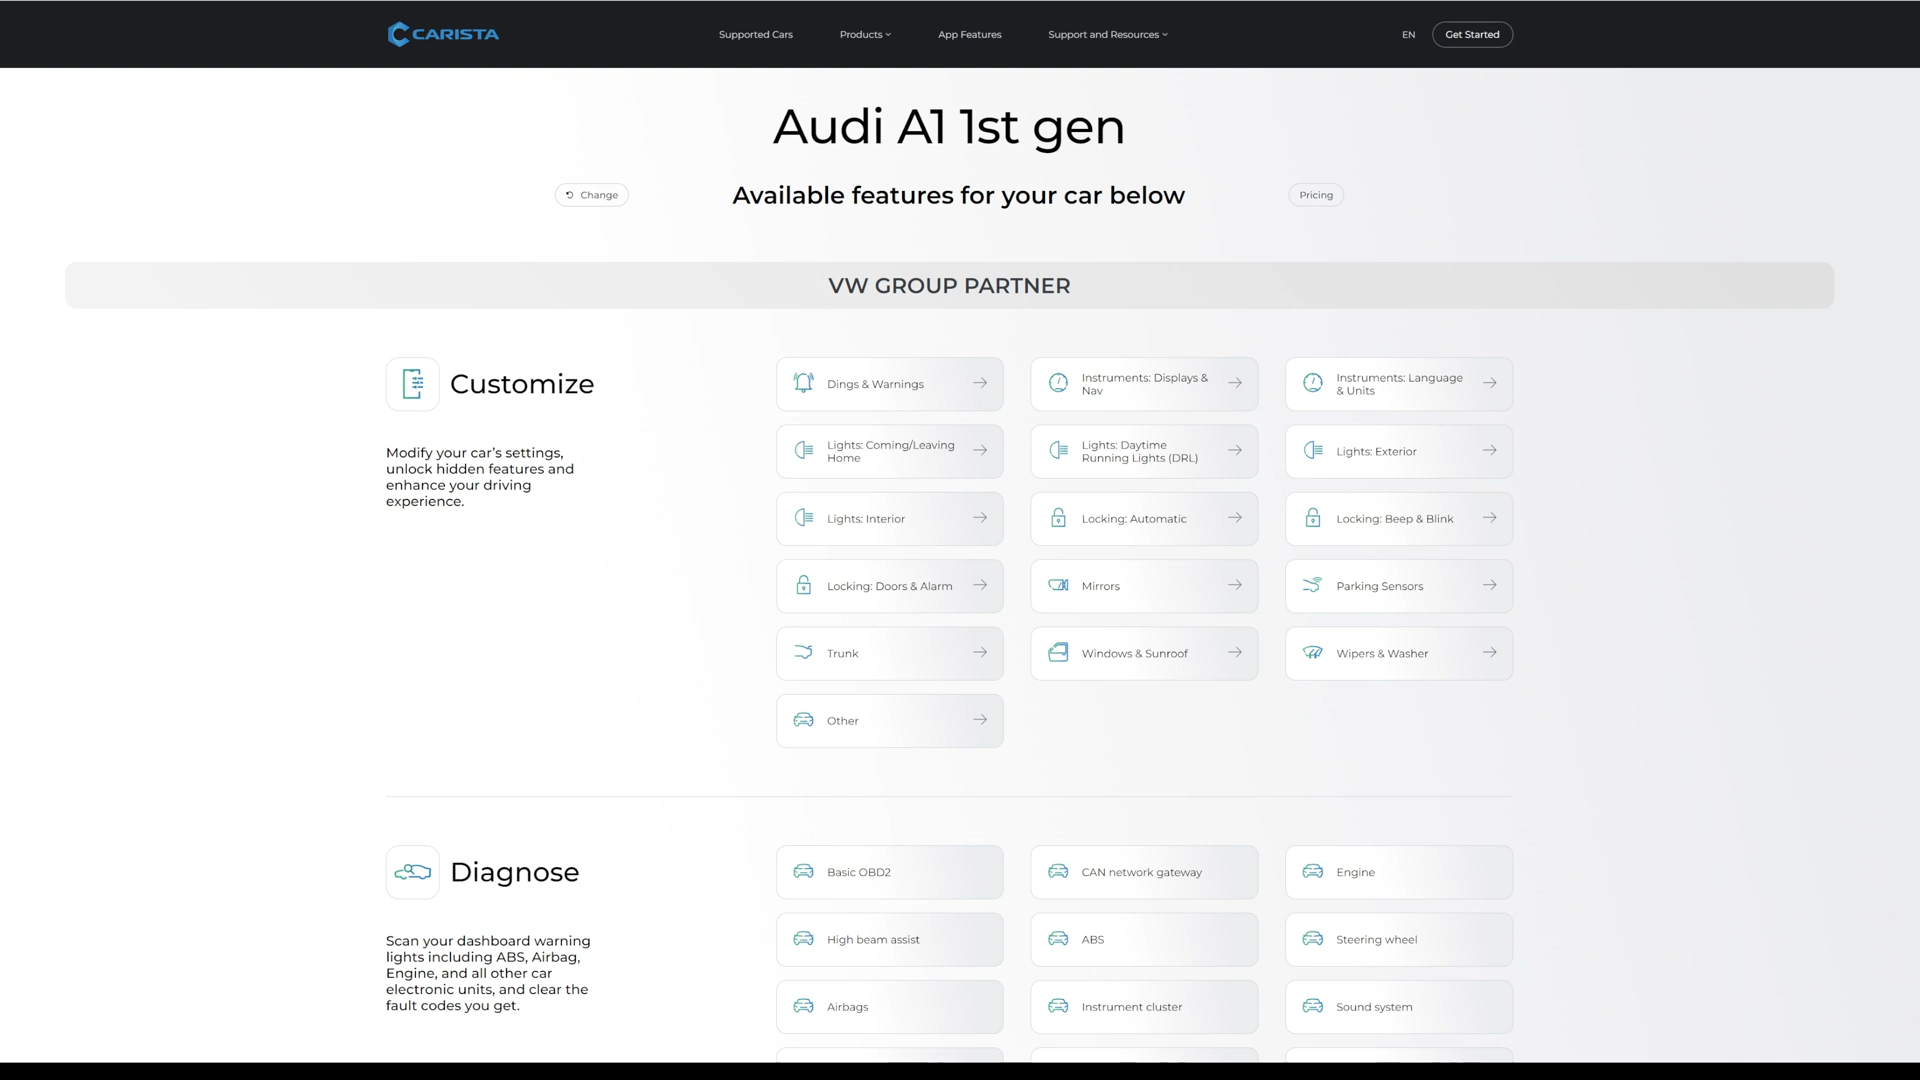 CARISTA
Supported Cars
Products
App Features
Support and Resources
EN
Get Started
Audi A1 1st gen
Change
Available features for your car below
Pricing
VW GROUP PARTNER
Customize
Modify your car’s settings,
unlock hidden features and
enhance your driving
experience.
Dings & Warnings
Instruments: Displays &
Nav
Instruments: Language
& Units
Lights: Coming/Leaving
Home
Lights: Daytime
Running Lights (DRL)
Lights: Exterior
Lights: Interior
Locking: Automatic
Locking: Beep & Blink
Locking: Doors & Alarm
Mirrors
Parking Sensors
Trunk
Windows & Sunroof
Wipers & Washer
Other
Diagnose
Scan your dashboard warning
lights including ABS, Airbag,
Engine, and all other car
electronic units, and clear the
fault codes you get.
Basic OBD2
CAN network gateway
Engine
High beam assist
ABS
Steering wheel
Airbags
Instrument cluster
Sound system